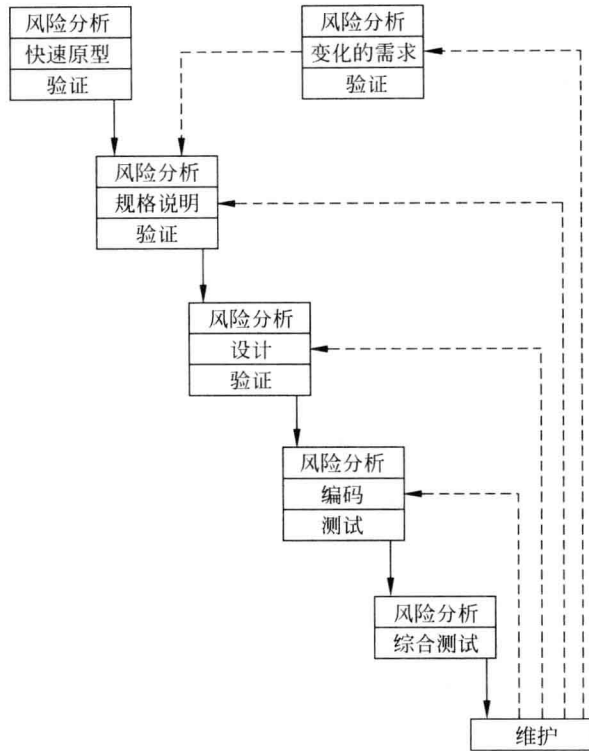 风险分析
快速原型
验证
风险分析
变化的需求
验证
风险分析
规格说明
验证
风险分析
设计
验证
风险分析
编码
测试
风险分析
综合测试
维护